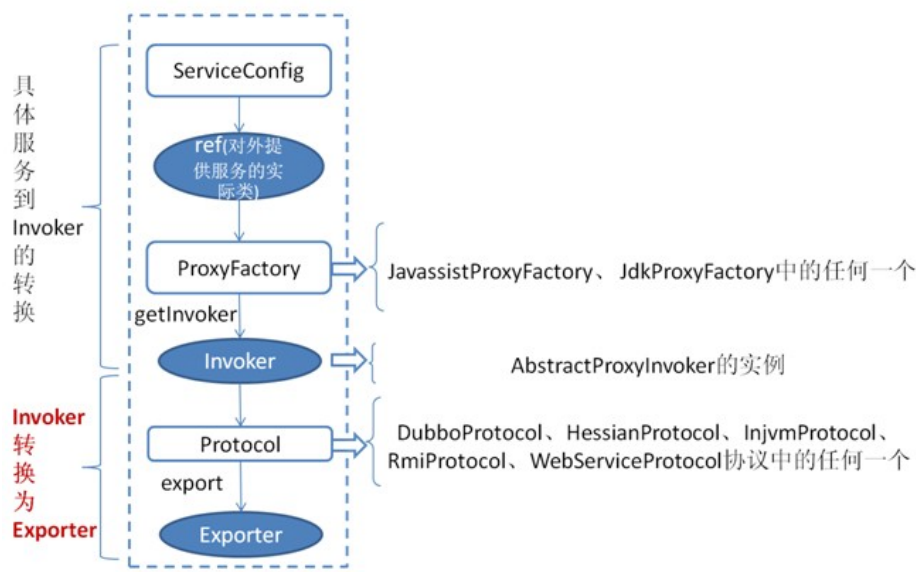 ServiceConfig
ref(对外提
供服务的实
际类)
ProxyFactory
getInvoker
Invoker
Protocol
export
Exporter
具
体
服
务
到
Invoker
的
转
换
Invoker
转
换
为
Exporter
JavassistProxyFactory、JdkProxyFactory中的任何一个
AbstractProxyInvoker的实例
DubboProtocol、HessianProtocol、InjvmProtocol、
RmiProtocol、WebServiceProtocol协议中的任何一个